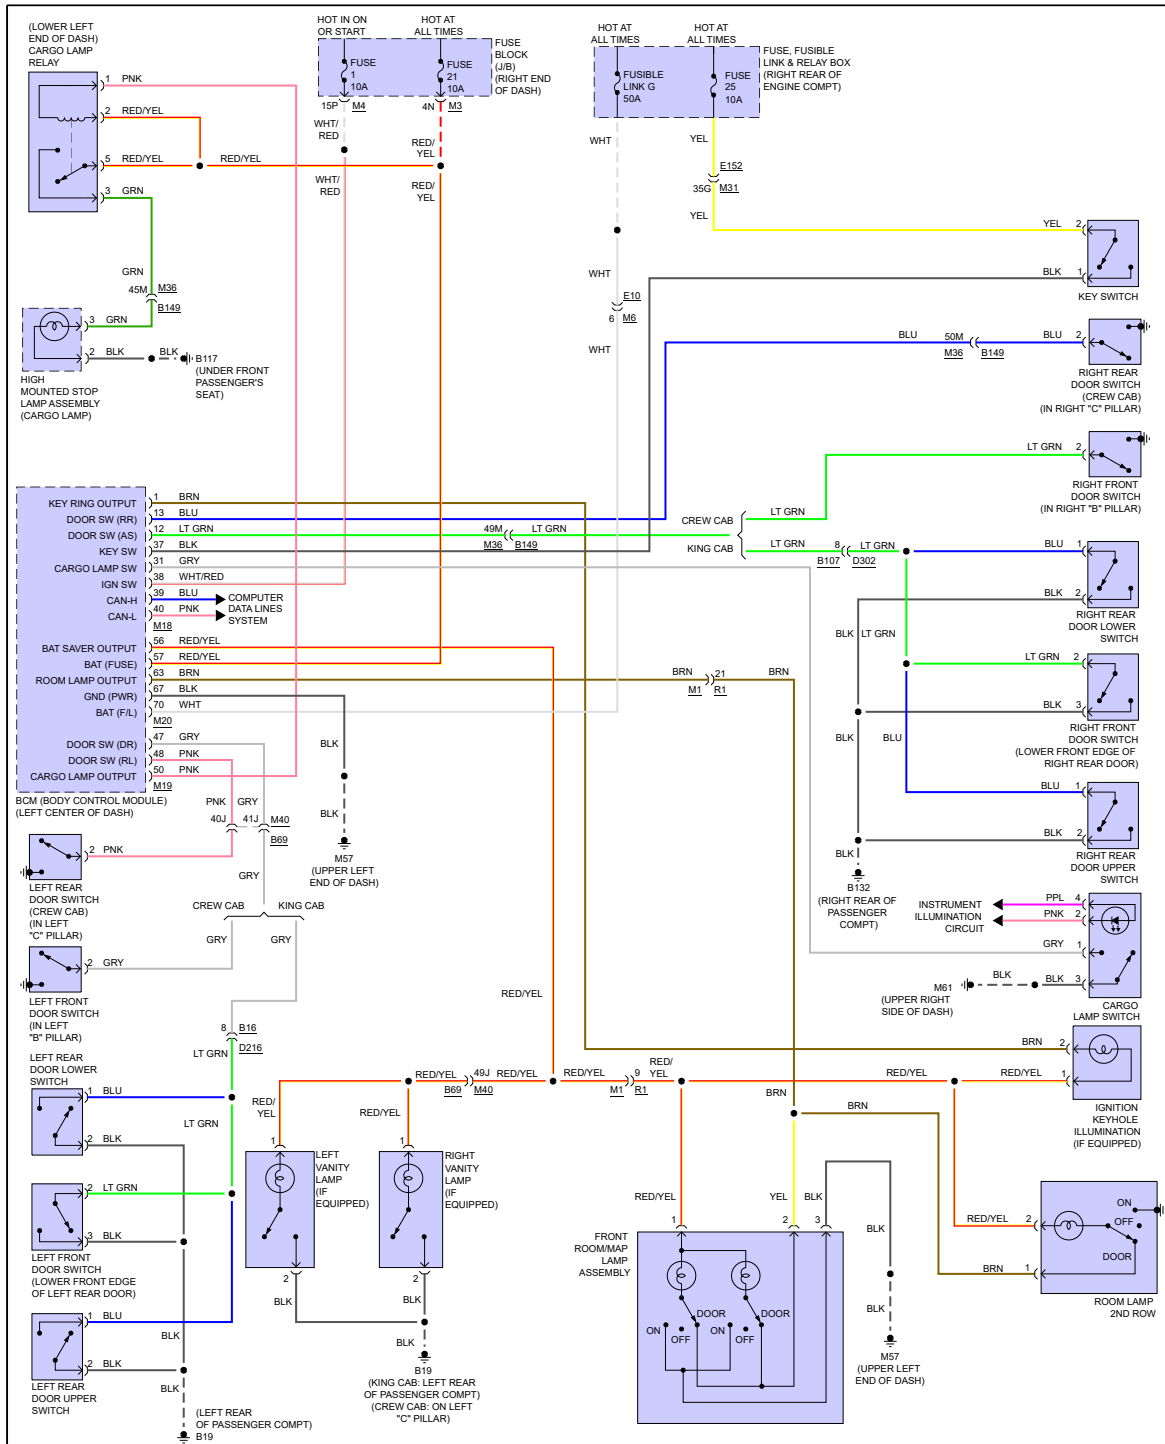 (LOWER LEFT
END OF DASH)
CARGO LAMP
RELAY
1 PNK
2 RED/YEL
5 RED/YEL
RED/YEL
3 GRN
GRN
45M M36
B149
3 GRN
2 BLK
BLK
B117
(UNDER FRONT
PASSENGER'S
SEAT)
HIGH
MOUNTED STOP
LAMP ASSEMBLY
(CARGO LAMP)
HOT IN ON
OR START
HOT AT
ALL TIMES
FUSE
1
10A
FUSE
21
10A
FUSE
BLOCK
(J/B)
(RIGHT END
OF DASH)
15P M4
4N M3
WHT/
RED
RED/
YEL
WHT/
RED
RED/
YEL
HOT AT
ALL TIMES
HOT AT
ALL TIMES
FUSIBLE
LINK G
50A
FUSE
25
10A
FUSE, FUSIBLE
LINK & RELAY BOX
(RIGHT REAR OF
ENGINE COMPT)
WHT
YEL
E152
35G M31
YEL
WHT
E10
6 M6
WHT
YEL 2
BLK 1
KEY SWITCH
BLU
50M
M36 B149
BLU 2
RIGHT REAR
DOOR SWITCH
(CREW CAB)
(IN RIGHT "C" PILLAR)
LT GRN 2
RIGHT FRONT
DOOR SWITCH
(IN RIGHT "B" PILLAR)
KEY RING OUTPUT 1 BRN
DOOR SW (RR) 13 BLU
DOOR SW (AS) 12 LT GRN
KEY SW 37 BLK
CARGO LAMP SW 31 GRY
IGN SW 38 WHT/RED
CAN-H 39 BLU
CAN-L 40 PNK
M18
COMPUTER
DATA LINES
SYSTEM
BAT SAVER OUTPUT 56 RED/YEL
BAT (FUSE) 57 RED/YEL
ROOM LAMP OUTPUT 63 BRN
GND (PWR) 67 BLK
BAT (F/L) 70 WHT
M20
DOOR SW (DR) 47 GRY
DOOR SW (RL) 48 PNK
CARGO LAMP OUTPUT 50 PNK
M19
BCM (BODY CONTROL MODULE)
(LEFT CENTER OF DASH)
49M LT GRN
M36 B149
CREW CAB
KING CAB
LT GRN
LT GRN
8 LT GRN
B107 D302
BLU 1
BLK 2
RIGHT REAR
DOOR LOWER
SWITCH
BLK LT GRN
LT GRN 2
BLK 3
RIGHT FRONT
DOOR SWITCH
(LOWER FRONT EDGE OF
RIGHT REAR DOOR)
BLK BLU
BLU 1
BLK 2
RIGHT REAR
DOOR UPPER
SWITCH
BLK
B132
(RIGHT REAR OF
PASSENGER
COMPT)
BRN 21 BRN
M1 R1
BLK
BLK
M57
(UPPER LEFT
END OF DASH)
PNK GRY
40J 41J M40
B69
GRY
2 PNK
LEFT REAR
DOOR SWITCH
(CREW CAB)
(IN LEFT
"C" PILLAR)
CREW CAB KING CAB
GRY GRY
2 GRY
LEFT FRONT
DOOR SWITCH
(IN LEFT
"B" PILLAR)
8 B16
LT GRN D216
INSTRUMENT
ILLUMINATION
CIRCUIT
PPL 4
PNK 2
GRY 1
BLK 3
BLK
M61
(UPPER RIGHT
SIDE OF DASH)
CARGO
LAMP SWITCH
BRN 2
RED/YEL 1
RED/YEL
IGNITION
KEYHOLE
ILLUMINATION
(IF EQUIPPED)
LEFT REAR
DOOR LOWER
SWITCH
1 BLU
LT GRN
2 BLK
2 LT GRN
3 BLK
LEFT FRONT
DOOR SWITCH
(LOWER FRONT EDGE
OF LEFT REAR DOOR)
1 BLU
BLK
2 BLK
BLK
LEFT REAR
DOOR UPPER
SWITCH
(LEFT REAR
OF PASSENGER COMPT)
B19
RED/YEL
RED/YEL 49J RED/YEL
B69 M40
RED/YEL 9 RED/
YEL
M1 R1
RED/
YEL
RED/YEL
1
1
LEFT
VANITY
LAMP
(IF
EQUIPPED)
RIGHT
VANITY
LAMP
(IF
EQUIPPED)
2
2
BLK
BLK
BLK
B19
(KING CAB: LEFT REAR
OF PASSENGER COMPT)
(CREW CAB: ON LEFT
"C" PILLAR)
BRN
BRN
RED/YEL YEL BLK
1 2 3
FRONT
ROOM/MAP
LAMP
ASSEMBLY
DOOR DOOR
ON OFF ON OFF
BLK
BLK
M57
(UPPER LEFT
END OF DASH)
RED/YEL 2
BRN 1
ON
OFF
DOOR
ROOM LAMP
2ND ROW